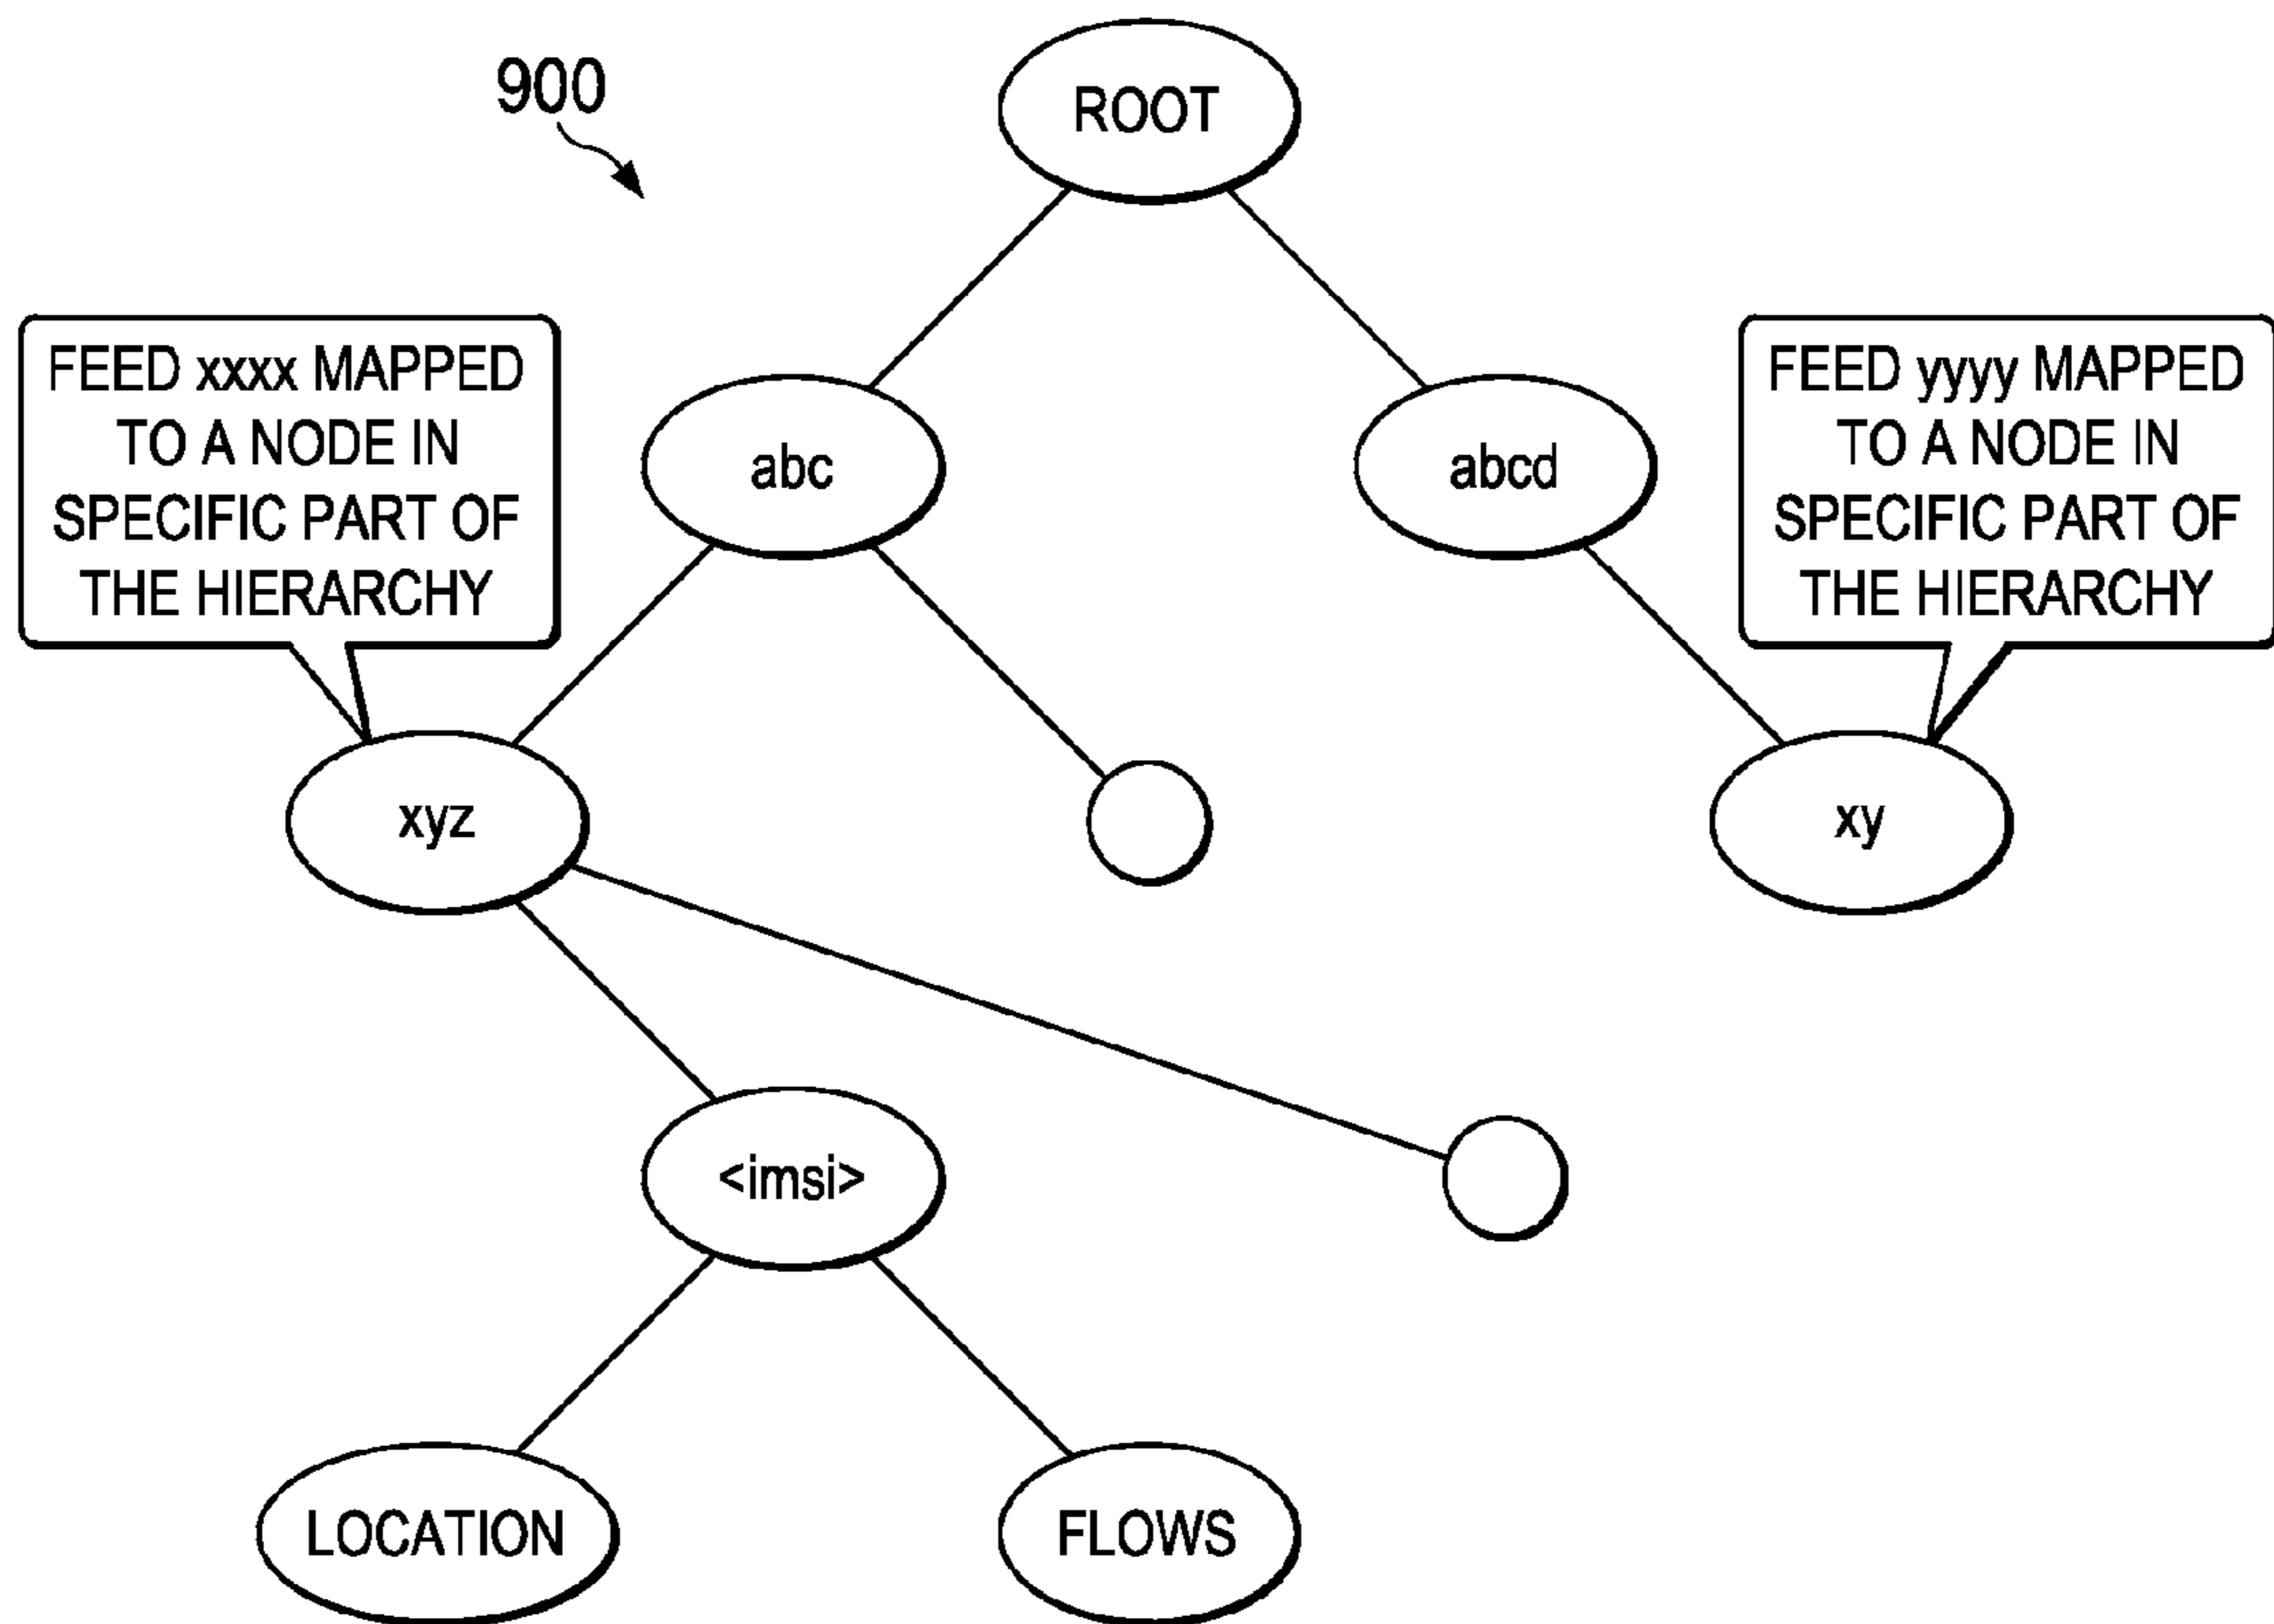 900
ROOT
FEED xxxx MAPPED
TO A NODE IN
SPECIFIC PART OF
THE HIERARCHY
abc
abcd
FEED yyyy MAPPED
TO A NODE IN
SPECIFIC PART OF
THE HIERARCHY
xyz
xy
<imsi>
LOCATION
FLOWS